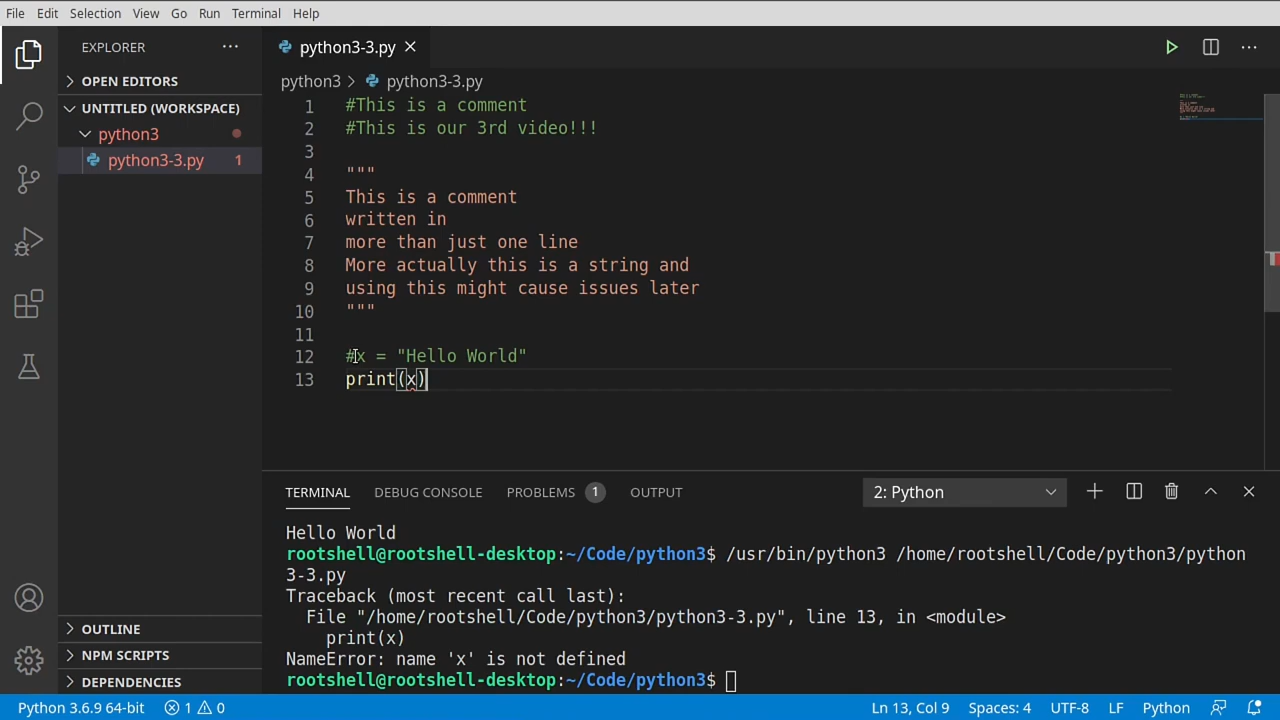 File Edit Selection View Go Run Terminal Help
EXPLORER
OPEN EDITORS
UNTITLED (WORKSPACE)
python3
python3-3.py 1
python3-3.py
python3 > python3-3.py
1 #This is a comment
2 #This is our 3rd video!!!
3
4 """
5 This is a comment
6 written in
7 more than just one line
8 More actually this is a string and
9 using this might cause issues later
10 """
11
12 #x = "Hello World"
13 print(x)
TERMINAL DEBUG CONSOLE PROBLEMS 1 OUTPUT 2: Python
Hello World
rootshell@rootshell-desktop:~/Code/python3$ /usr/bin/python3 /home/rootshell/Code/python3/python
3-3.py
Traceback (most recent call last):
File "/home/rootshell/Code/python3/python3-3.py", line 13, in <module>
print(x)
NameError: name 'x' is not defined
rootshell@rootshell-desktop:~/Code/python3$
OUTLINE
NPM SCRIPTS
DEPENDENCIES
Python 3.6.9 64-bit 1 0 Ln 13, Col 9 Spaces: 4 UTF-8 LF Python